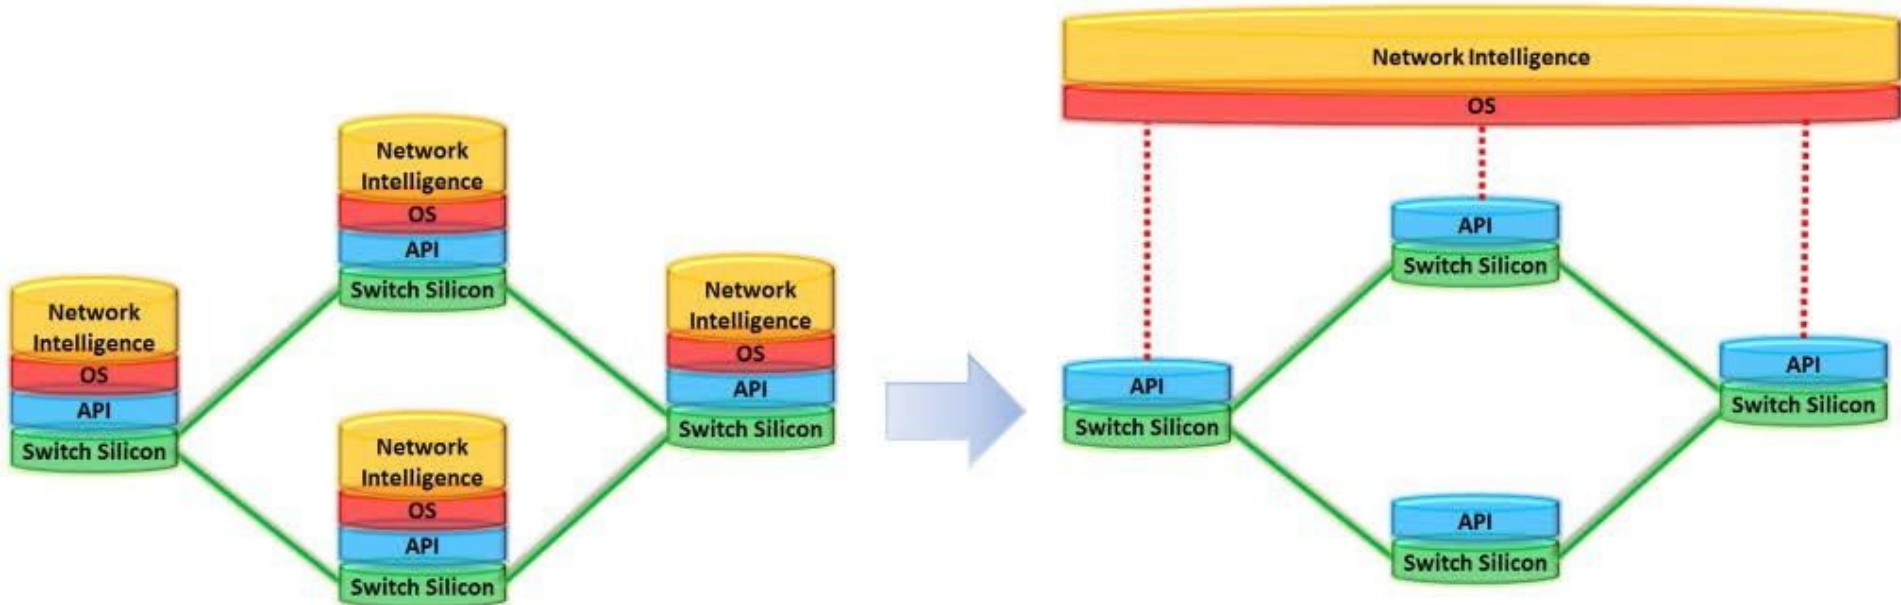 Network
Intelligence
OS
API
Switch Silicon
Network
Intelligence
OS
API
Switch Silicon
Network
Intelligence
OS
API
Switch Silicon
Network
Intelligence
OS
API
Switch Silicon
Network Intelligence
OS
API
Switch Silicon
API
Switch Silicon
API
Switch Silicon
API
Switch Silicon